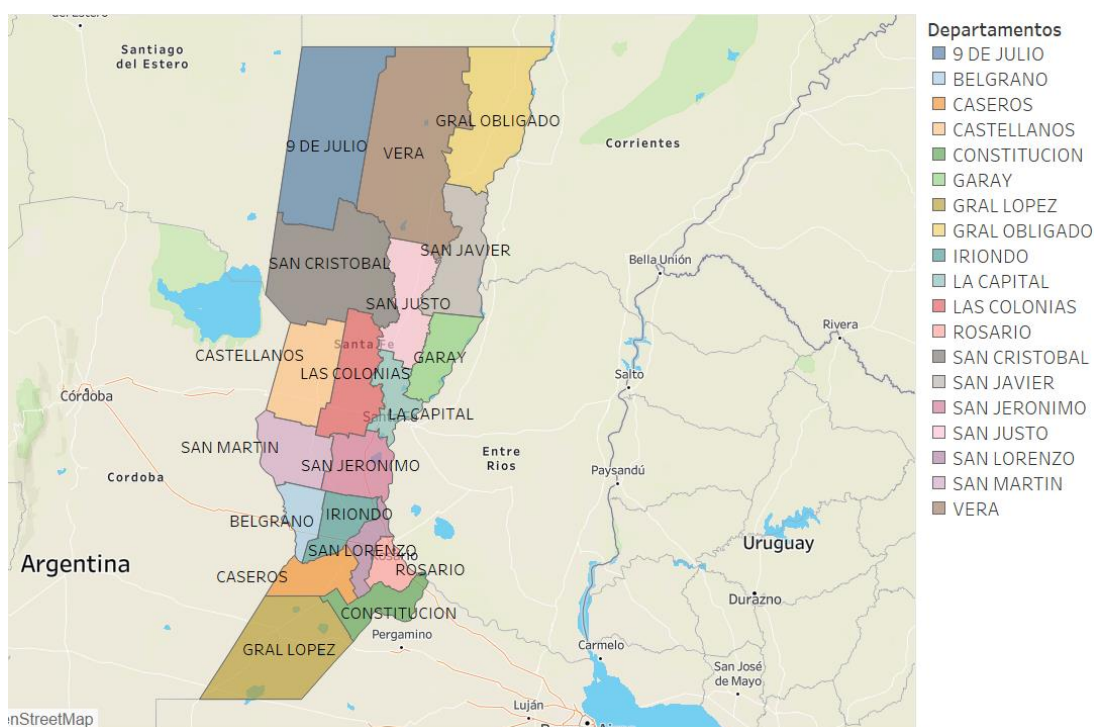 Santiago
del Estero
9 DE JULIO
VERA
GRAL OBLIGADO
Corrientes
SAN CRISTOBAL
SAN JAVIER
Bella Unión
SAN JUSTO
Rivera
CASTELLANOS
Santa Fe
GARAY
LAS COLONIAS
Salto
Córdoba
LA CAPITAL
SAN MARTIN
Entre
Rios
SAN JERONIMO
Cordoba
Paysandú
BELGRANO
IRIONDO
SAN LORENZO
Uruguay
Argentina
CASEROS
ROSARIO
Durazno
CONSTITUCION
Pergamino
GRAL LOPEZ
Carmelo
San José
de Mayo
Luján
enStreetMap
Departamentos
9 DE JULIO
BELGRANO
CASEROS
CASTELLANOS
CONSTITUCION
GARAY
GRAL LOPEZ
GRAL OBLIGADO
IRIONDO
LA CAPITAL
LAS COLONIAS
ROSARIO
SAN CRISTOBAL
SAN JAVIER
SAN JERONIMO
SAN JUSTO
SAN LORENZO
SAN MARTIN
VERA